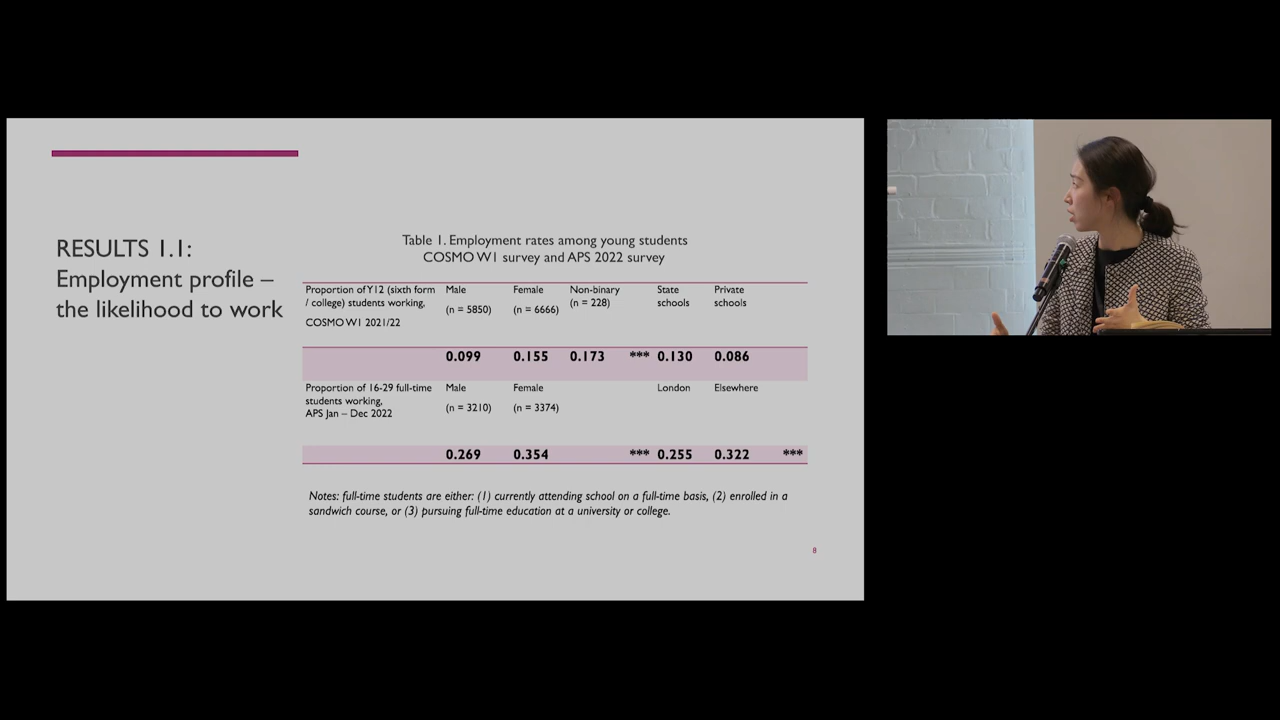 RESULTS 1.1:
Employment profile –
the likelihood to work
Table 1. Employment rates among young students
COSMO W1 survey and APS 2022 survey
Proportion of Y12 (sixth form
/ college) students working,
COSMO W1 2021/22
Male
(n = 5850)
Female
(n = 6666)
Non-binary
(n = 228)
State
schools
Private
schools
0.099 0.155 0.173 *** 0.130 0.086
Proportion of 16-29 full-time
students working,
APS Jan – Dec 2022
Male
(n = 3210)
Female
(n = 3374)
London
Elsewhere
0.269 0.354 *** 0.255 0.322 ***
Notes: full-time students are either: (1) currently attending school on a full-time basis, (2) enrolled in a
sandwich course, or (3) pursuing full-time education at a university or college.
8